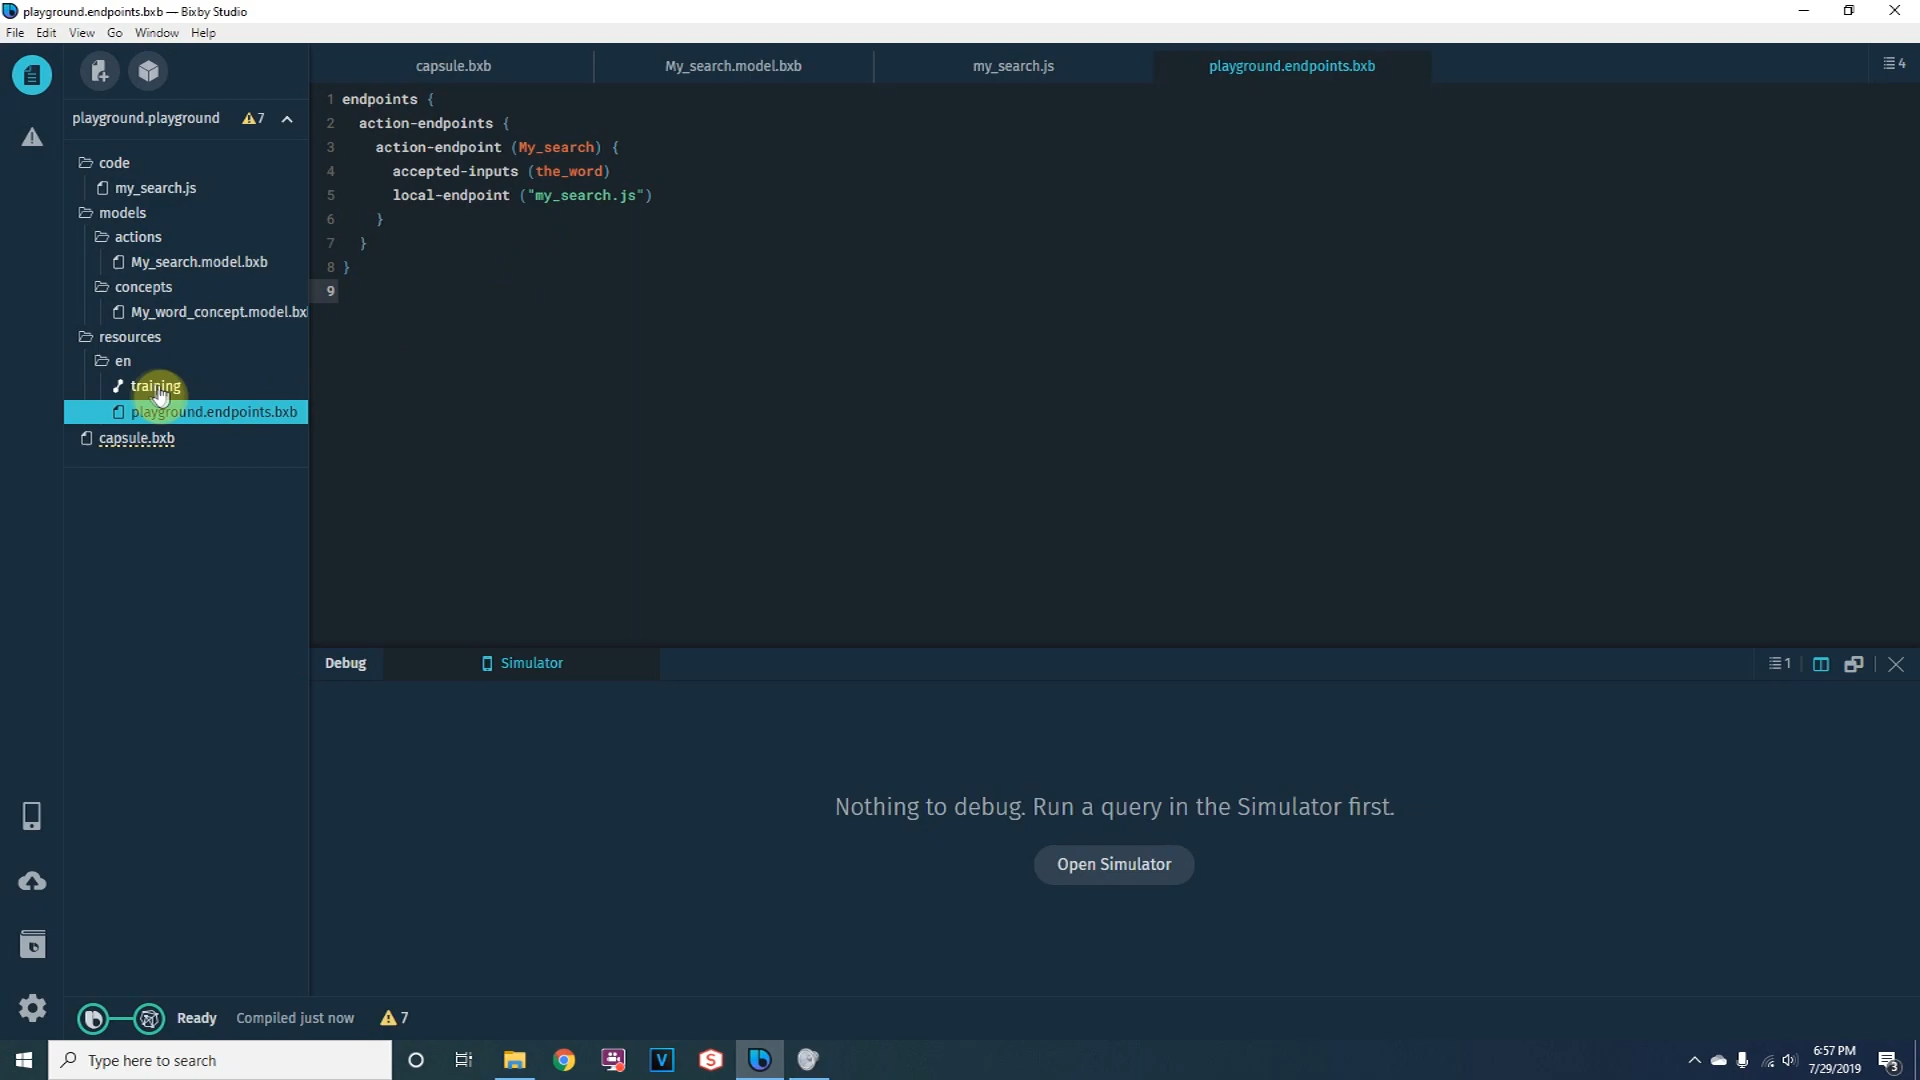 playground.endpoints.bxb — Bixby Studio
File Edit View Go Window Help
capsule.bxb My_search.model.bxb my_search.js playground.endpoints.bxb 4
playground.playground 7
code
my_search.js
models
actions
My_search.model.bxb
concepts
My_word_concept.model.bx
resources
en
training
playground.endpoints.bxb
capsule.bxb
1 endpoints {
2 action-endpoints {
3 action-endpoint (My_search) {
4 accepted-inputs (the_word)
5 local-endpoint ("my_search.js")
6 }
7 }
8 }
9
Debug Simulator 1
Nothing to debug. Run a query in the Simulator first.
Open Simulator
Ready Compiled just now 7
Type here to search
V
S
6:57 PM
7/29/2019
3